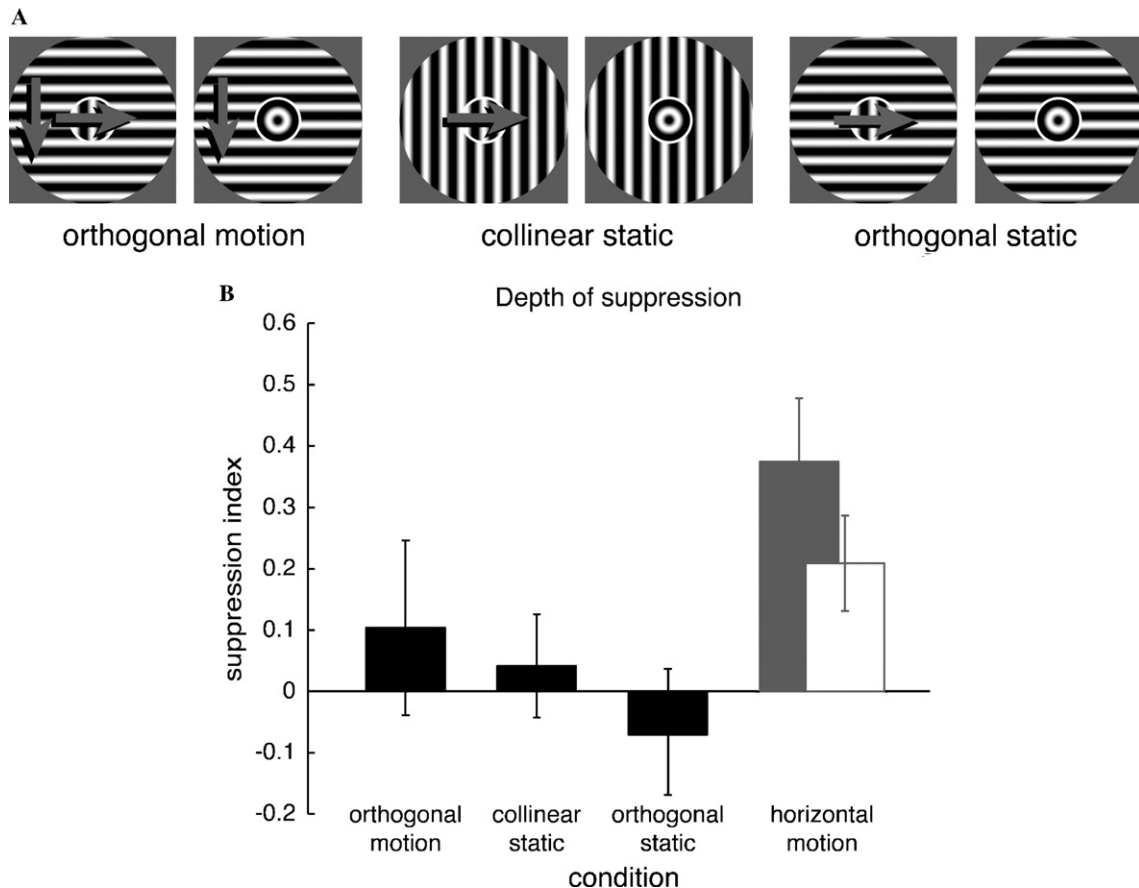 A
orthogonal motion
collinear static
orthogonal static
B
Depth of suppression
0.6
0.5
0.4
0.3
0.2
0.1
0
-0.1
-0.2
suppression index
orthogonal motion
collinear static
orthogonal static
horizontal motion
condition